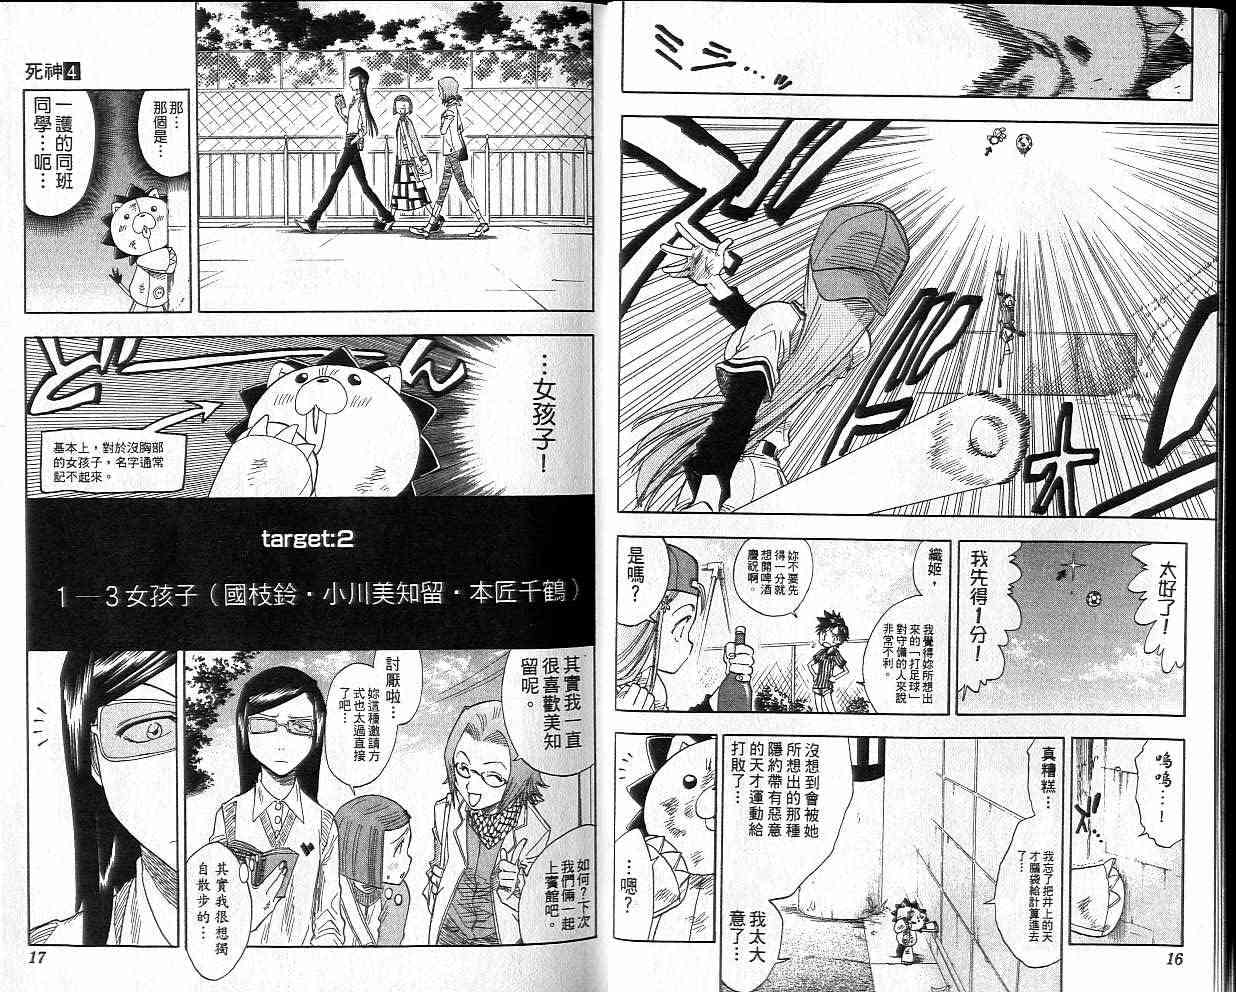 太好了！
我先得1分！
織姬，
我覺得妳所想出
來的「打足球」
對守備的人來說
非常不利。
妳不要先
得一分就
想開啤酒
慶祝啊。
是嗎？
嗚
嗚…！
真糟糕…
我忘了把井上的天
才腦袋給計算進去
了…
沒想到會被她
所想出的那種
隱約帶有惡意
的天才運動給
打敗了…
我太大
意了…
…嗯？
16
死神4
那…
那個是…
一護的同班
同學…呃…
ど ー ん
…女孩子！
基本上，對於沒胸部
的女孩子，名字通常
記不起來。
target:2
1－3女孩子（國枝鈴・小川美知留・本匠千鶴）
其實我一直
很喜歡美知
留呢。
如何？下次
我們倆一起
上賓館吧。
討厭啦…
妳這種邀請方
式也太過直接
了吧…
其實我很想獨
自散步的…
17